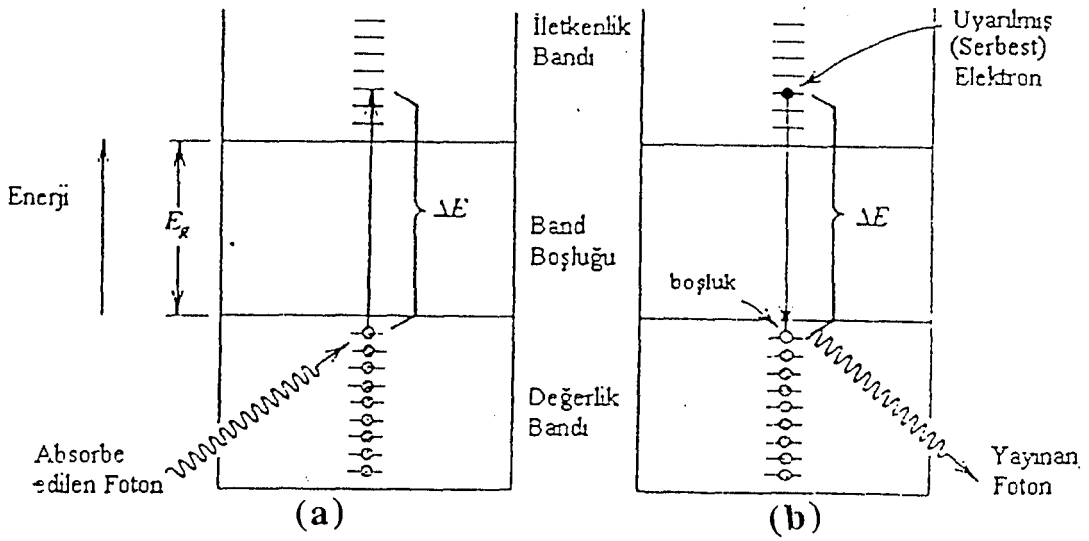 İletkenlik
Bandı
Enerji
E_g
ΔE
Band
Boşluğu
Değerlik
Bandı
Absorbe
edilen Foton
(a)
Uyarılmış
(Serbest)
Elektron
ΔE
boşluk
Yayınan
Foton
(b)